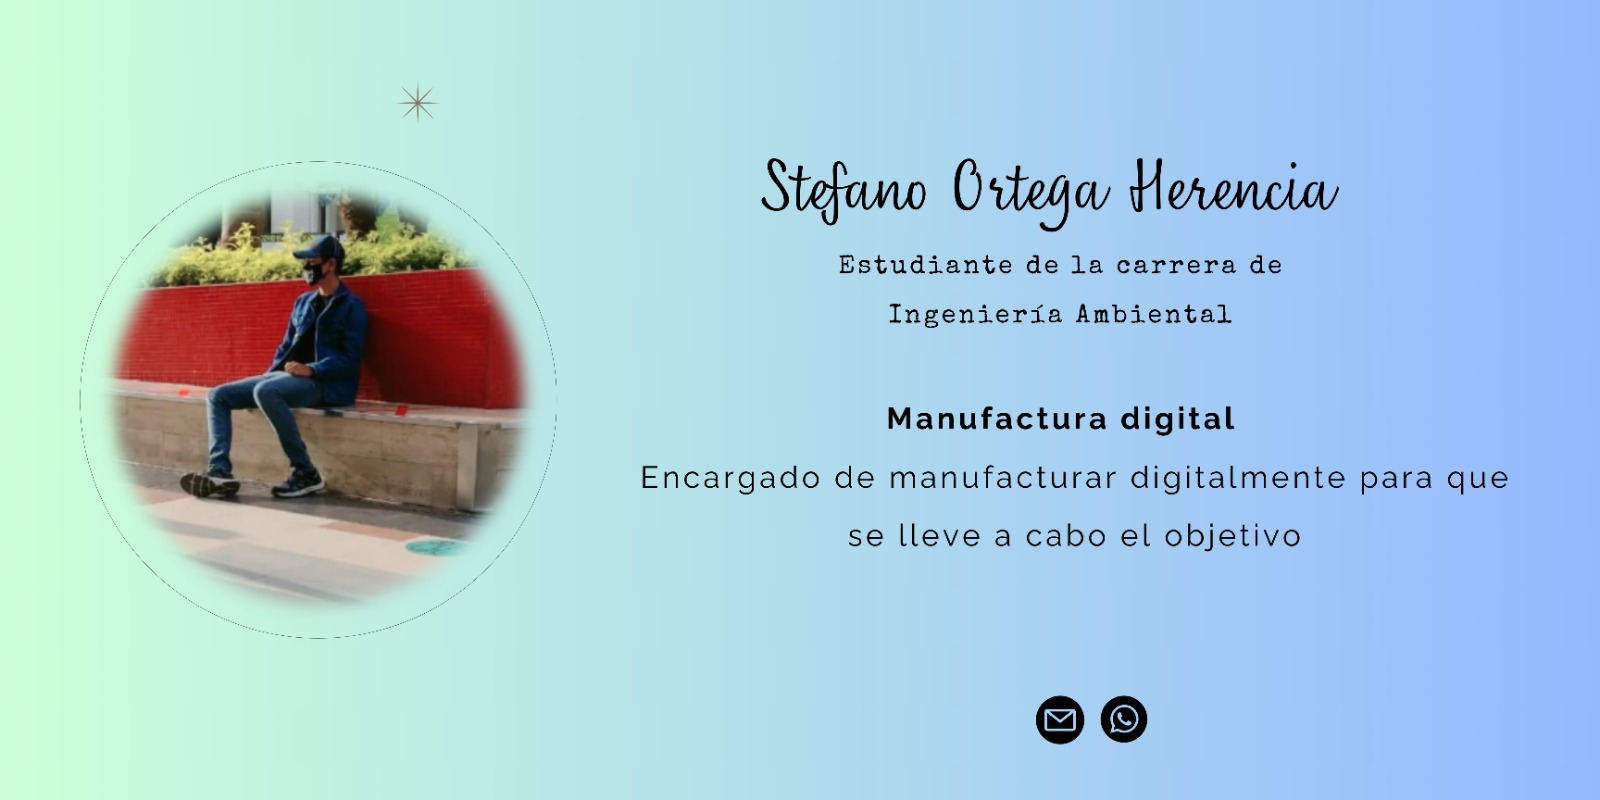 Stefano Ortega Herencia
Estudiante de la carrera de
Ingeniería Ambiental
Manufactura digital
Encargado de manufacturar digitalmente para que
se lleve a cabo el objetivo